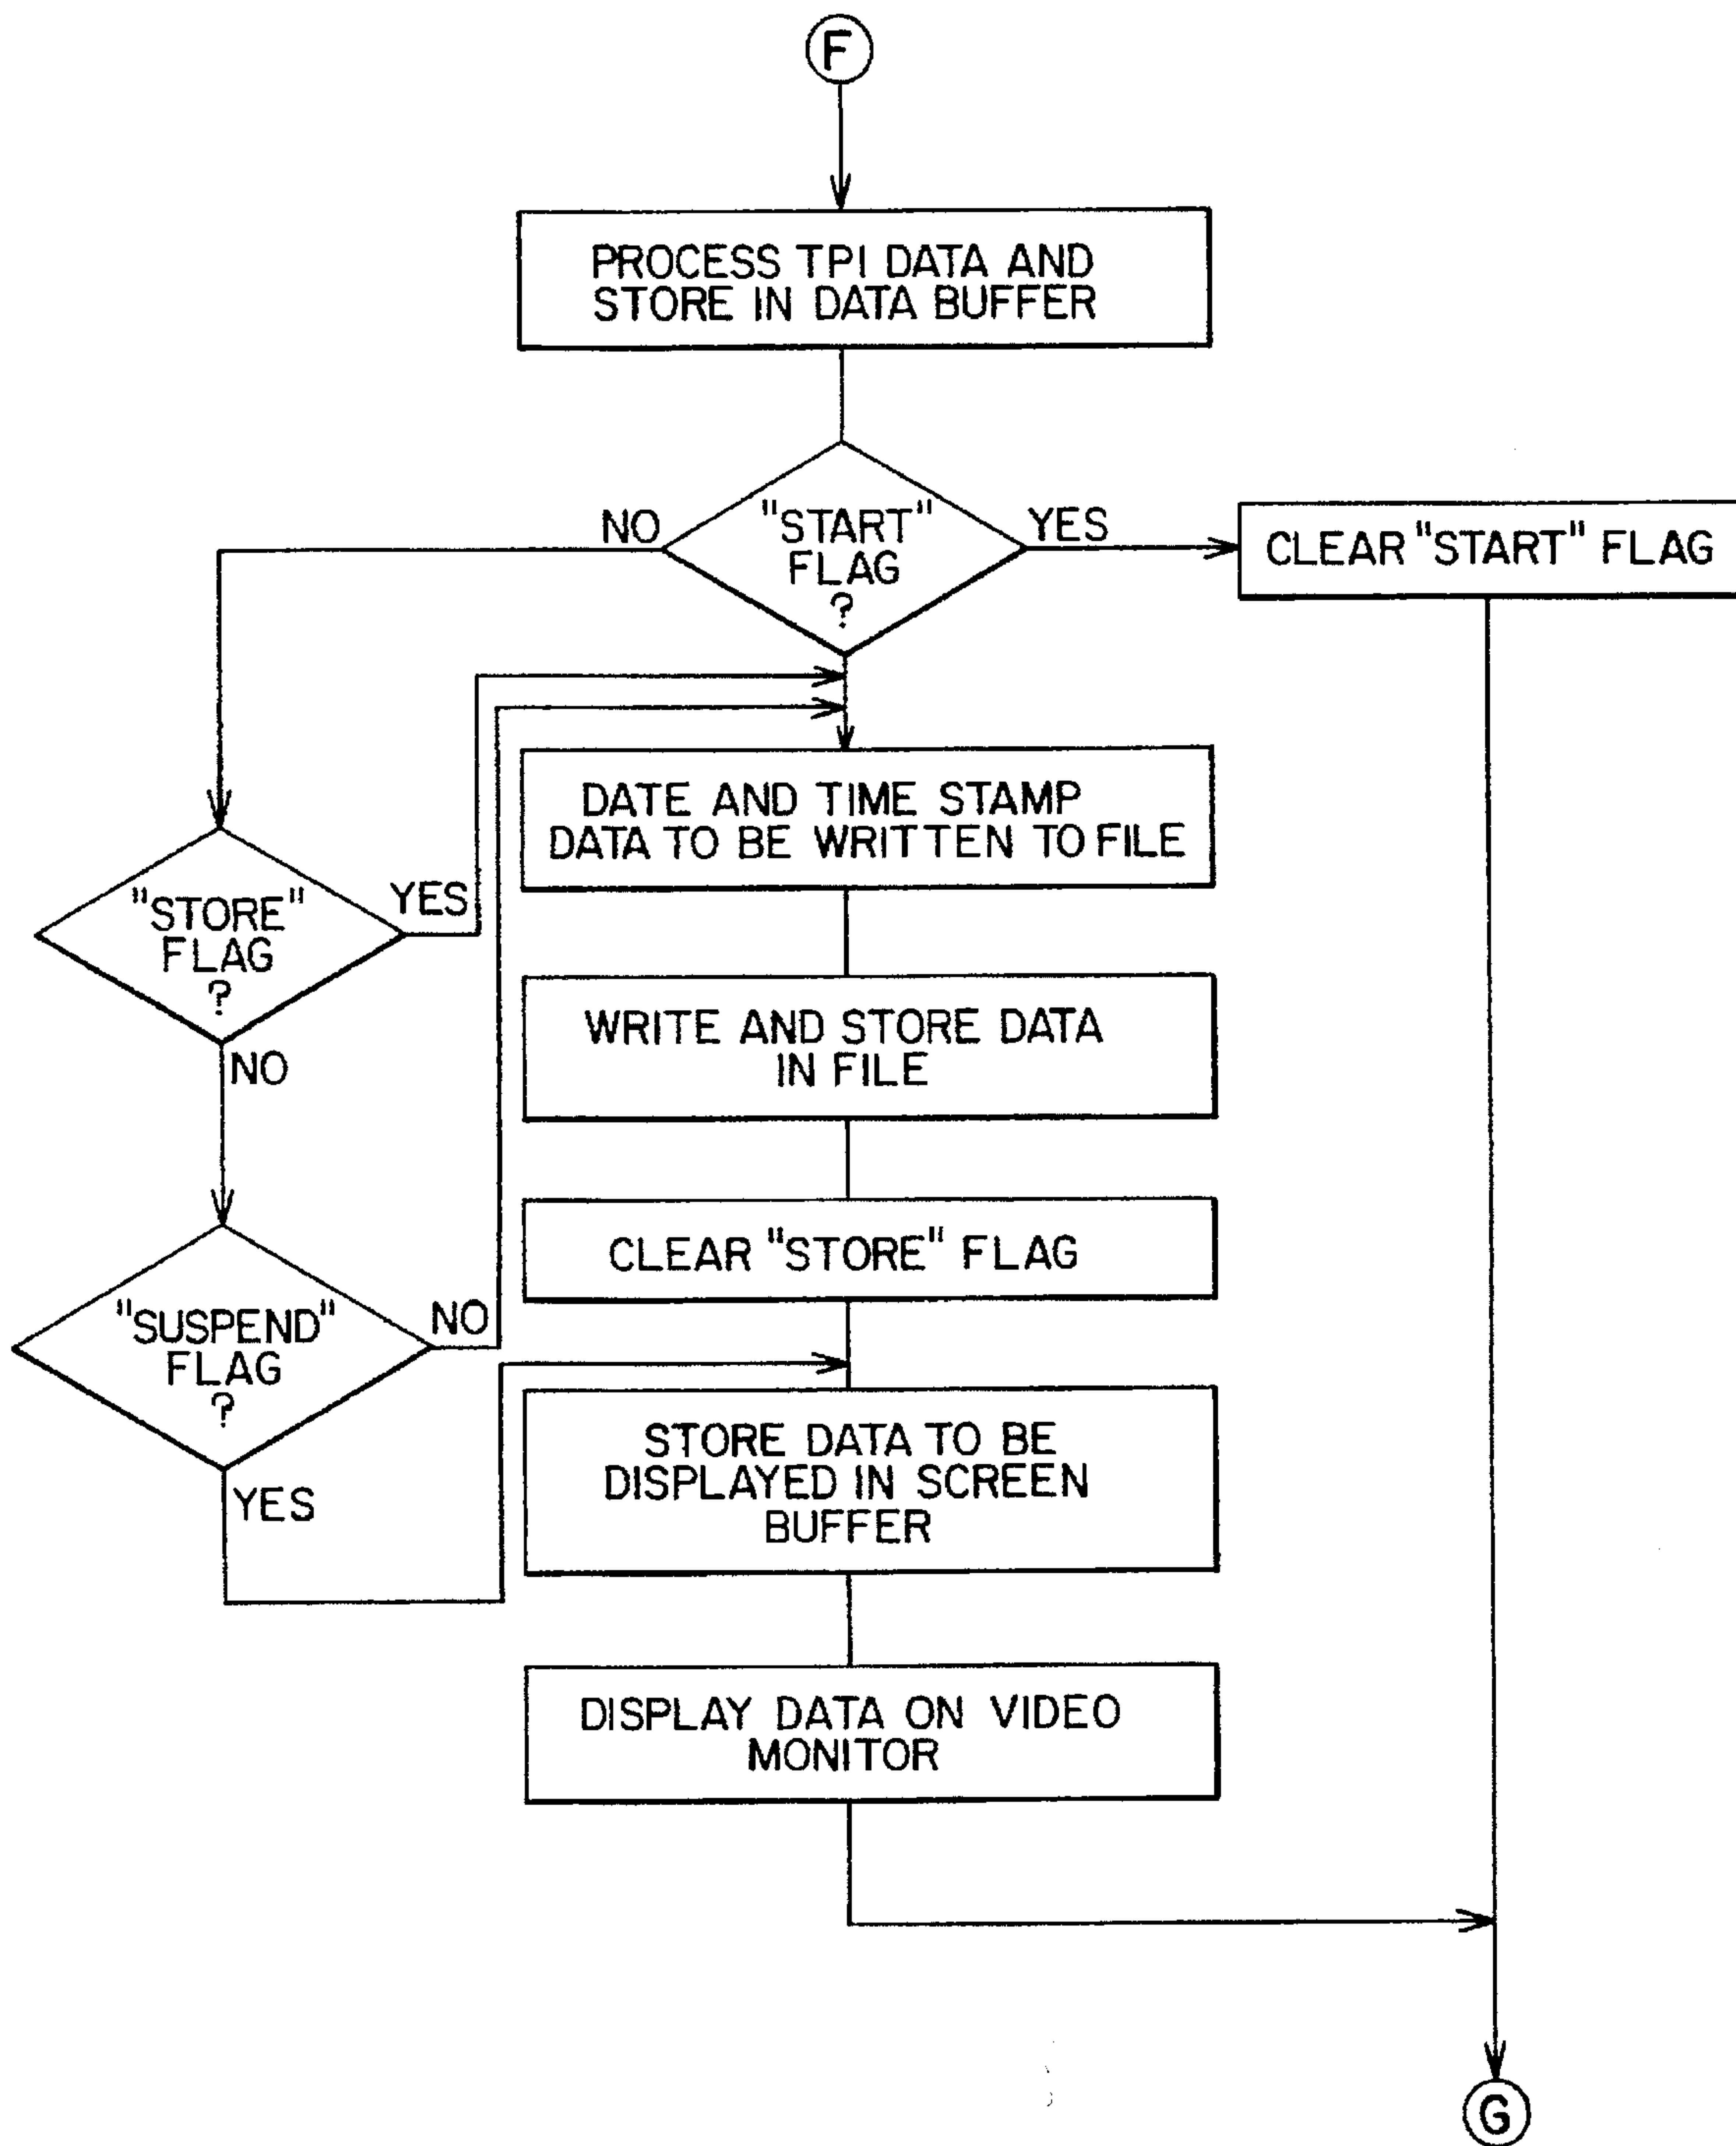 F
PROCESS TPI DATA AND
STORE IN DATA BUFFER
"START"
FLAG
?
NO
YES
CLEAR "START" FLAG
DATE AND TIME STAMP
DATA TO BE WRITTEN TO FILE
"STORE"
FLAG
?
YES
NO
WRITE AND STORE DATA
IN FILE
CLEAR "STORE" FLAG
"SUSPEND"
FLAG
?
NO
YES
STORE DATA TO BE
DISPLAYED IN SCREEN
BUFFER
DISPLAY DATA ON VIDEO
MONITOR
G